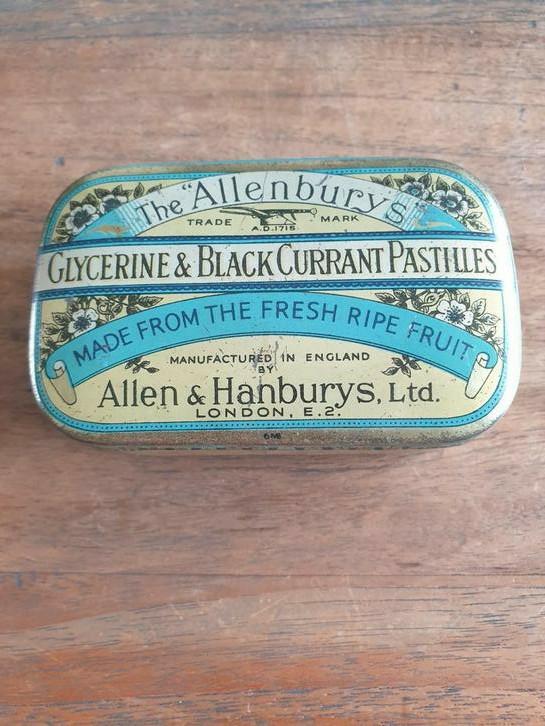 The "Allenburys
TRADE MARK
A.D.1715
GLYCERINE & BLACK CURRANT PASTILLES
MADE FROM THE FRESH RIPE FRUIT
MANUFACTURED IN ENGLAND
BY
Allen & Hanburys, Ltd.
LONDON, E.2.